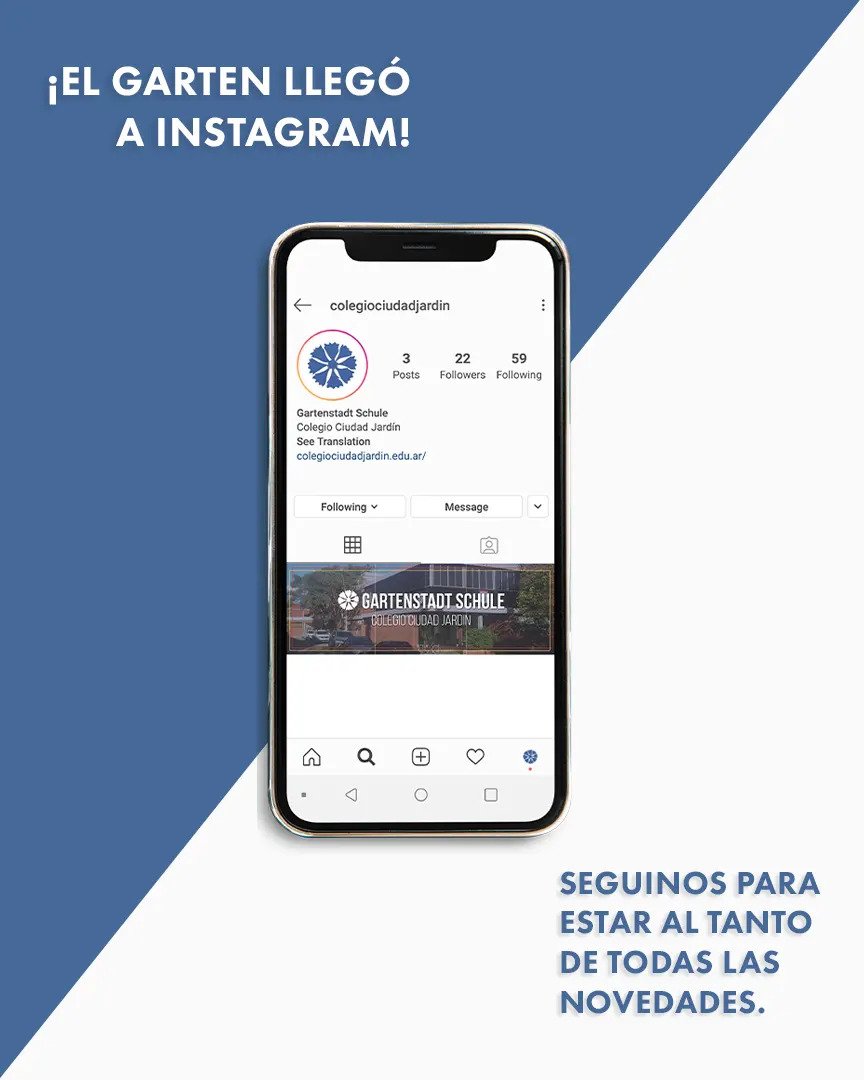 ¡EL GARTEN LLEGÓ
A INSTAGRAM!
colegiociudadjardin
3 22 59
Posts Followers Following
Gartenstadt Schule
Colegio Ciudad Jardín
See Translation
colegiociudadjardin.edu.ar/
Following Message
GARTENSTADT SCHULE
COLEGIO CIUDAD JARDIN
SEGUINOS PARA
ESTAR AL TANTO
DE TODAS LAS
NOVEDADES.